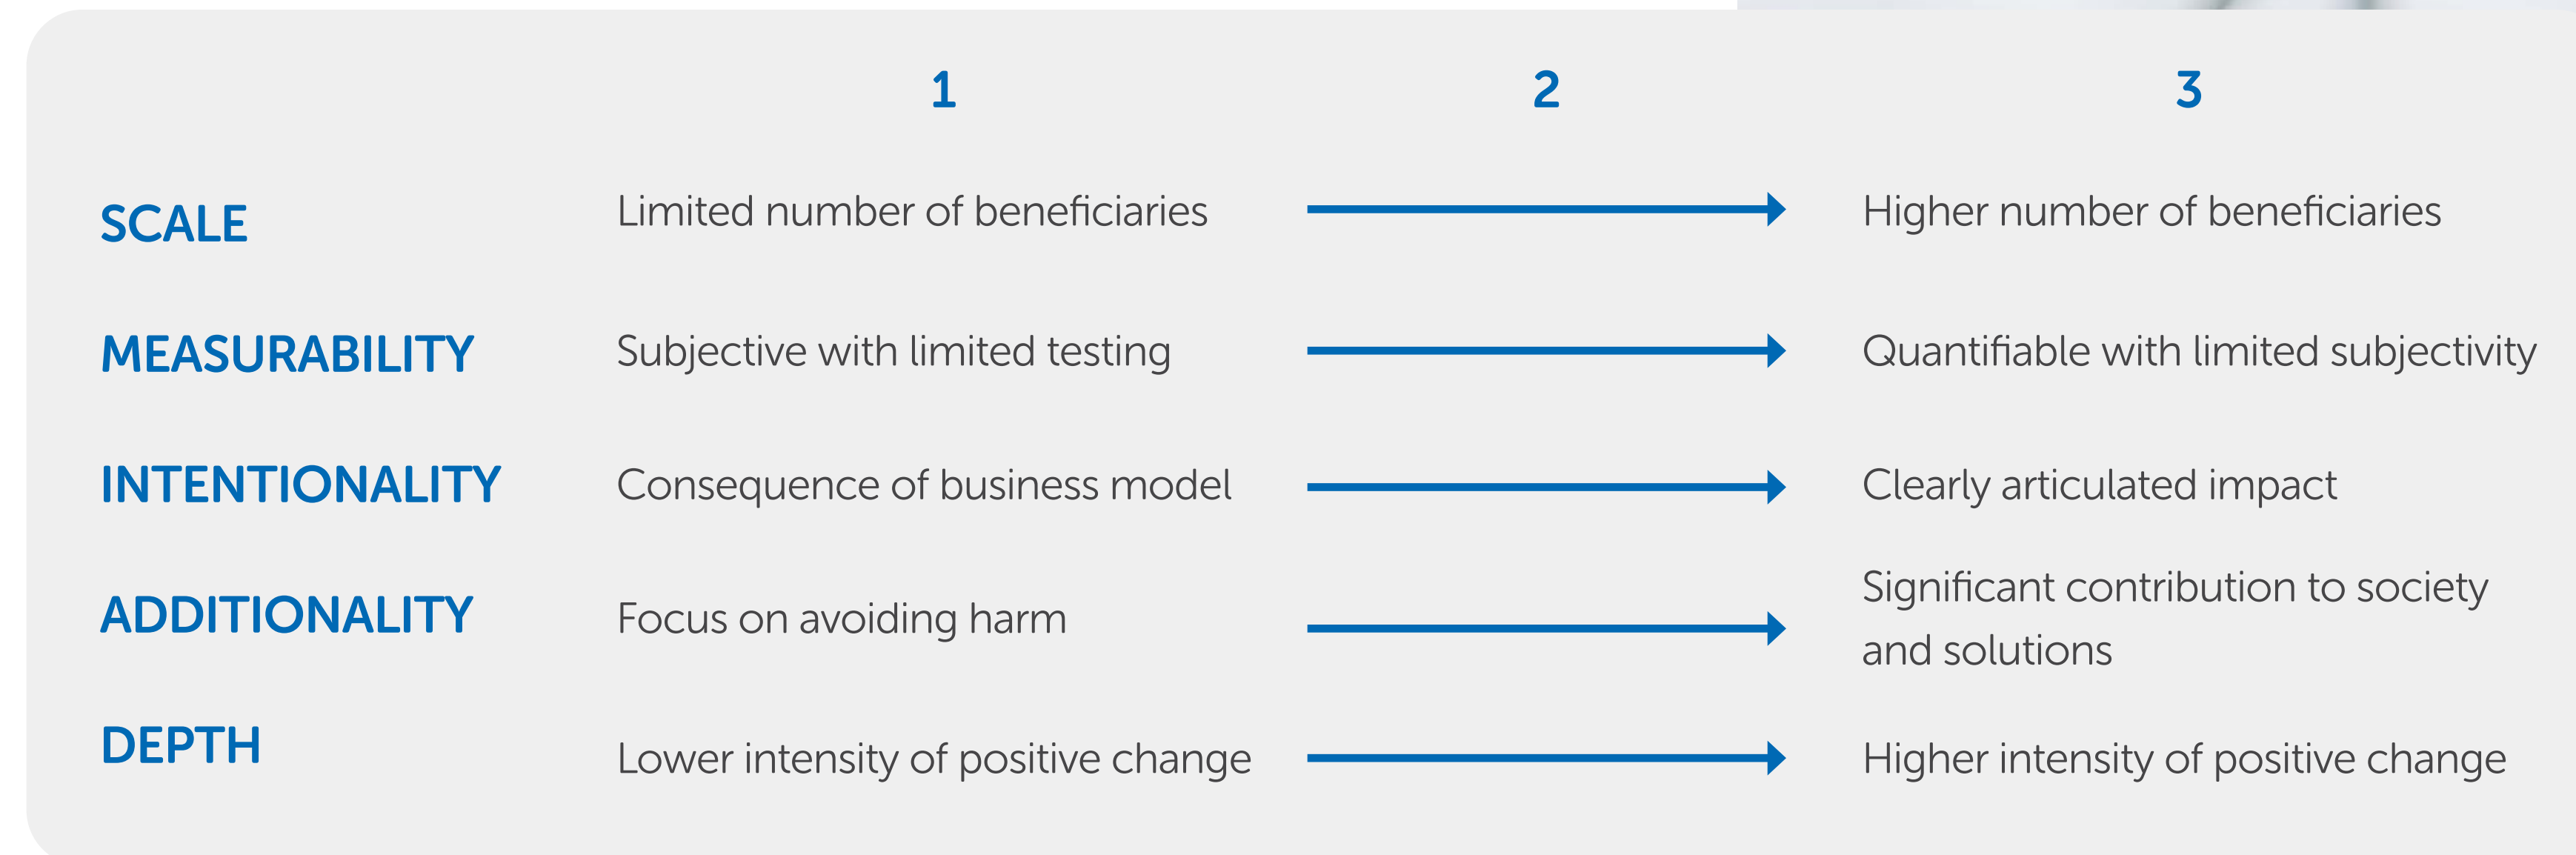 1 2 3
SCALE Limited number of beneficiaries Higher number of beneficiaries
MEASURABILITY Subjective with limited testing Quantifiable with limited subjectivity
INTENTIONALITY Consequence of business model Clearly articulated impact
ADDITIONALITY Focus on avoiding harm Significant contribution to society
and solutions
DEPTH Lower intensity of positive change Higher intensity of positive change